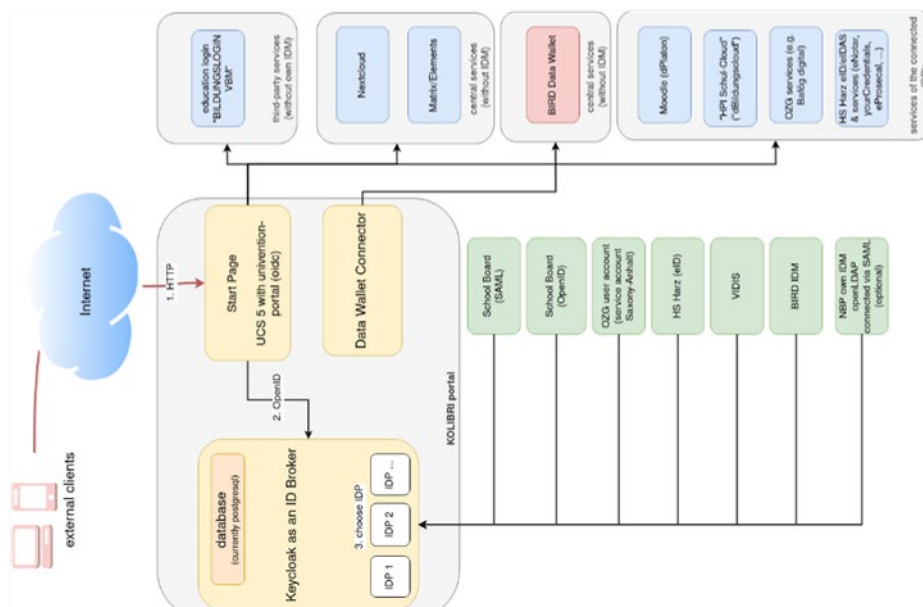 external clients
Internet
1. HTTP
Start Page
UCS 5 with univention-
portal (oidc)
Data Wallet Connector
2. OpenID
database
(currently postgresql)
Keycloak as an ID Broker
3. choose IDP
IDP 1
IDP 2
IDP ...
KOLIBRI portal
education login
"BILDUNGSLOGIN
VBM"
third-party services
(without own IDM)
Nextcloud
Matrix/Elements
central services
(without IDM)
BIRD Data Wallet
central services
(without IDM)
Moodle (dPlaton)
"HPI Schul-Cloud"
("dBildungscloud")
OZG services (e.g.
Bafög digital)
HS Harz eID/eIDAS
& services (eNoter,
yourCredentials,
eProsecal, ...)
services of the connected
School Board
(SAML)
School Board
(OpenID)
OZG user account
(service account
Saxony-Anhalt)
HS Harz (eID)
VIDIS
BIRD IDM
NBP own IDM
openLDAP
connected via SAML
(optional)